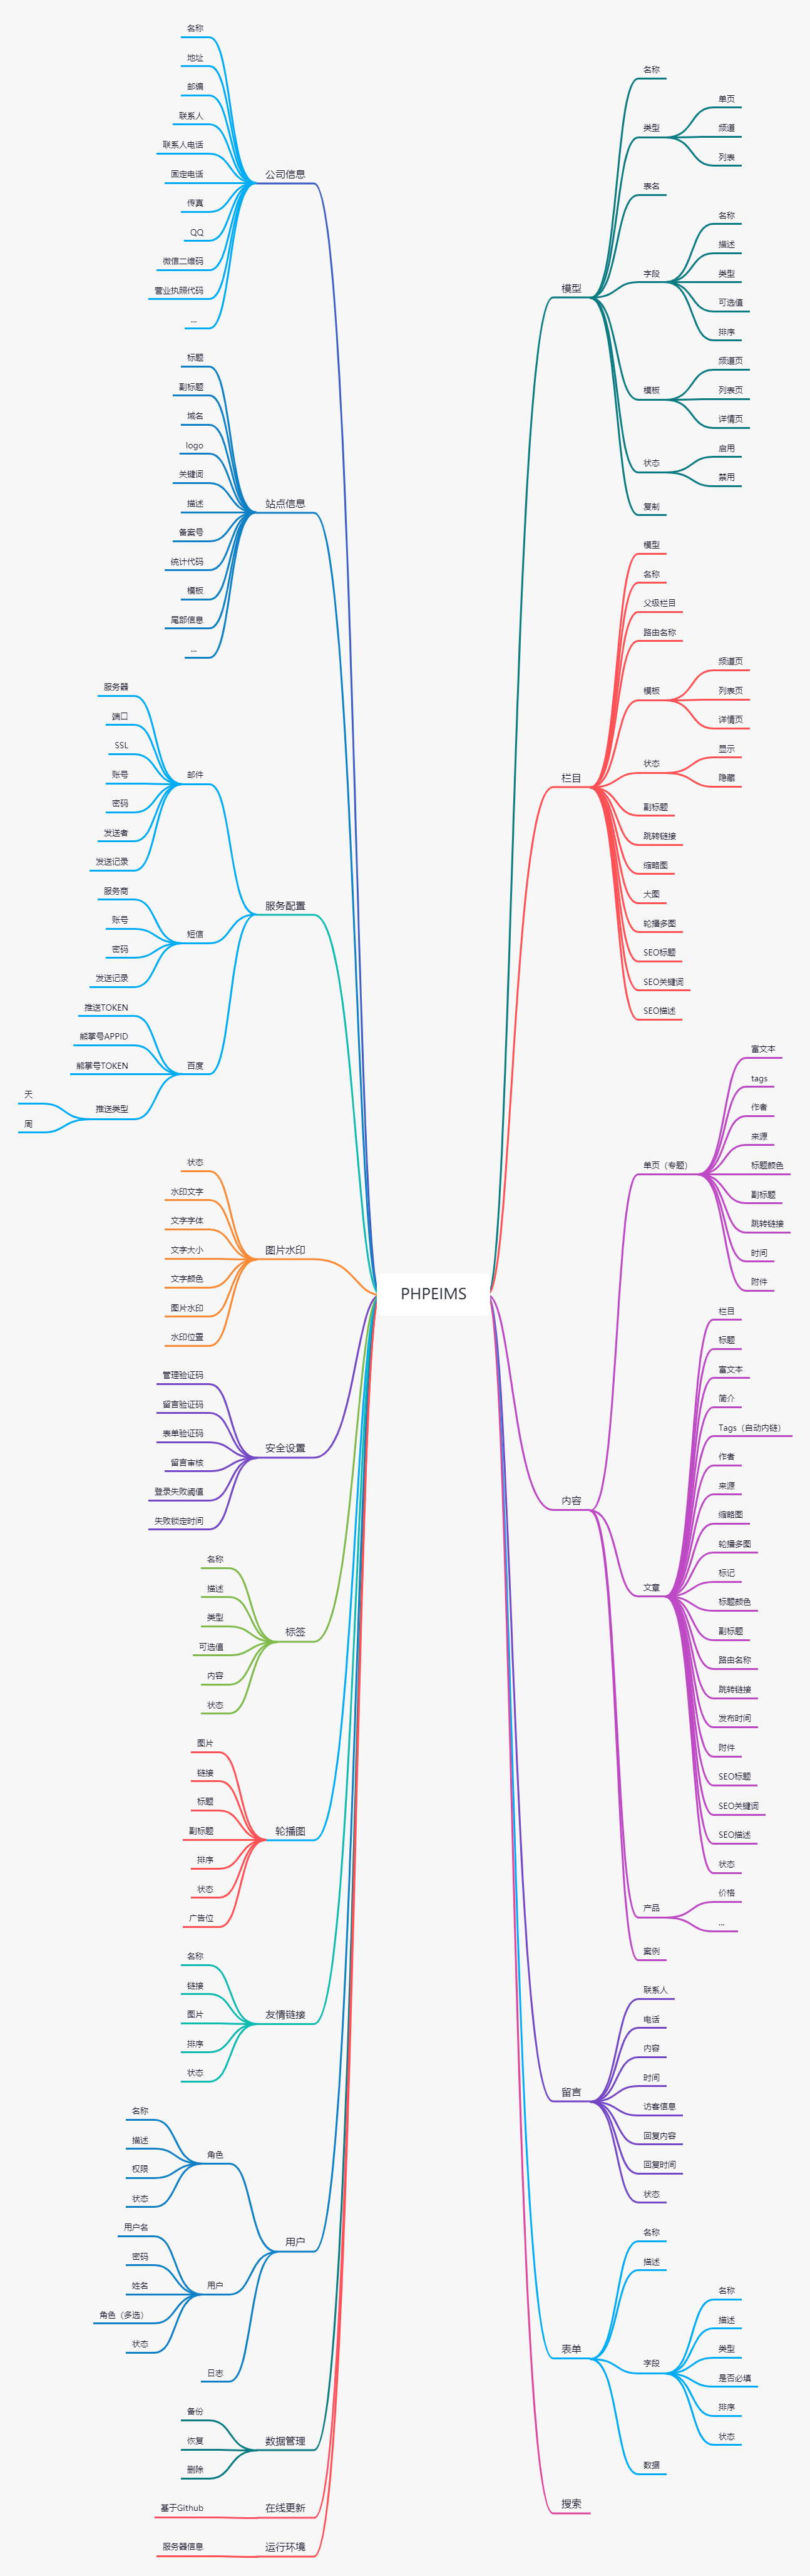 PHPEIMS
模型
名称
类型
单页
频道
列表
表名
字段
名称
描述
类型
可选值
排序
模板
频道页
列表页
详情页
状态
启用
禁用
复制
栏目
模型
名称
父级栏目
路由名称
模板
频道页
列表页
详情页
状态
显示
隐藏
副标题
跳转链接
缩略图
大图
轮播多图
SEO标题
SEO关键词
SEO描述
内容
单页（专题）
富文本
tags
作者
来源
标题颜色
副标题
跳转链接
时间
附件
文章
栏目
标题
富文本
简介
Tags（自动内链）
作者
来源
缩略图
轮播多图
标记
标题颜色
副标题
路由名称
跳转链接
发布时间
附件
SEO标题
SEO关键词
SEO描述
状态
产品
价格
...
案例
留言
联系人
电话
内容
时间
访客信息
回复内容
回复时间
状态
表单
名称
描述
字段
名称
描述
类型
是否必填
排序
状态
数据
搜索
公司信息
名称
地址
邮编
联系人
联系人电话
固定电话
传真
QQ
微信二维码
营业执照代码
...
站点信息
标题
副标题
域名
logo
关键词
描述
备案号
统计代码
模板
尾部信息
...
服务配置
邮件
服务器
端口
SSL
账号
密码
发送者
发送记录
短信
服务商
账号
密码
发送记录
百度
推送TOKEN
熊掌号APPID
熊掌号TOKEN
推送类型
天
周
图片水印
状态
水印文字
文字字体
文字大小
文字颜色
图片水印
水印位置
安全设置
管理验证码
留言验证码
表单验证码
留言审核
登录失败阈值
失败锁定时间
标签
名称
描述
类型
可选值
内容
状态
轮播图
图片
链接
标题
副标题
排序
状态
广告位
友情链接
名称
链接
图片
排序
状态
用户
角色
名称
描述
权限
状态
用户
用户名
密码
姓名
角色（多选）
状态
日志
数据管理
备份
恢复
删除
在线更新
基于Github
运行环境
服务器信息